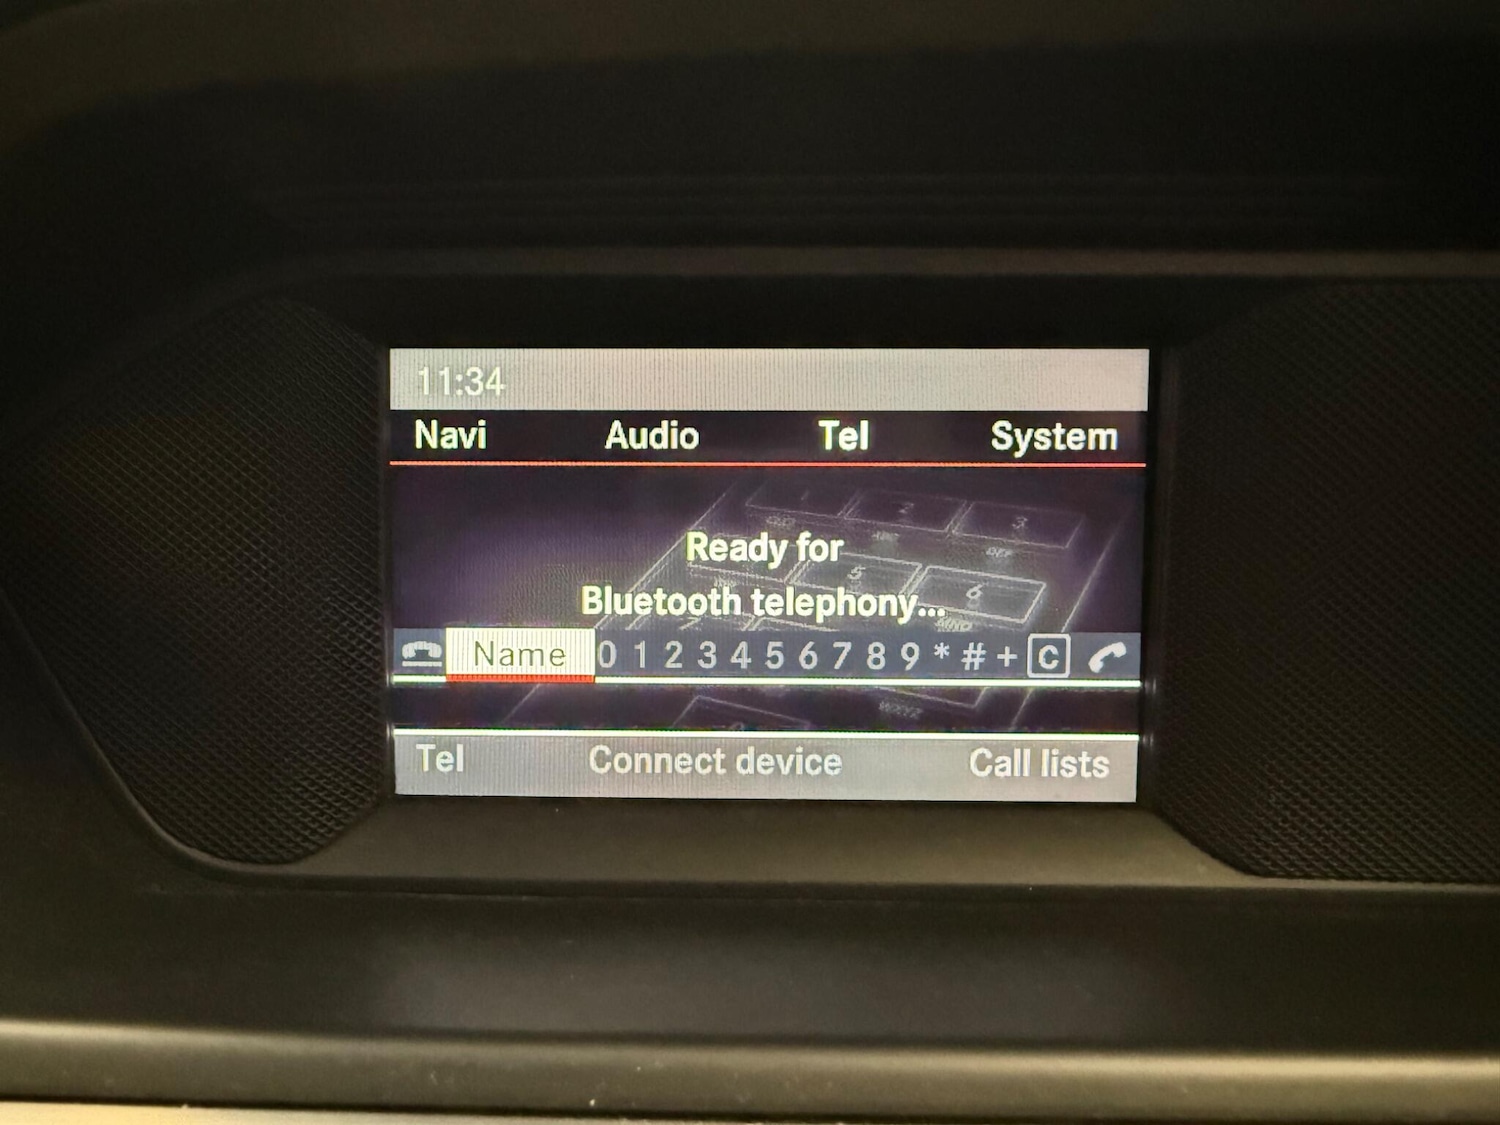 11:34
Navi Audio Tel System
Ready for
Bluetooth telephony...
Name 0 1 2 3 4 5 6 7 8 9 * # + C
Tel Connect device Call lists